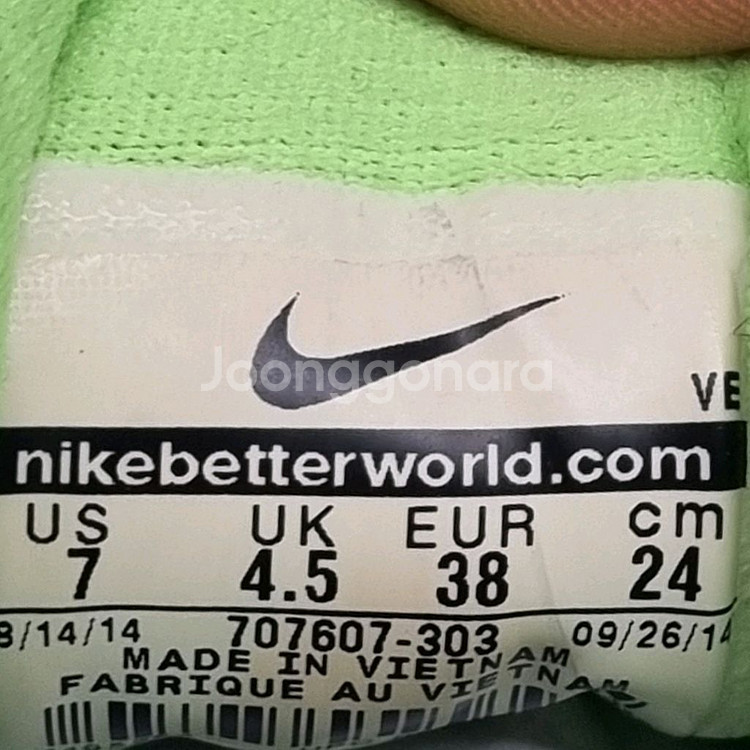 Joonggonara
VE
nikebetterworld.com
US UK EUR cm
7 4.5 38 24
8/14/14 707607-303 09/26/14
MADE IN VIETNAM
FABRIQUE AU VIETNAM